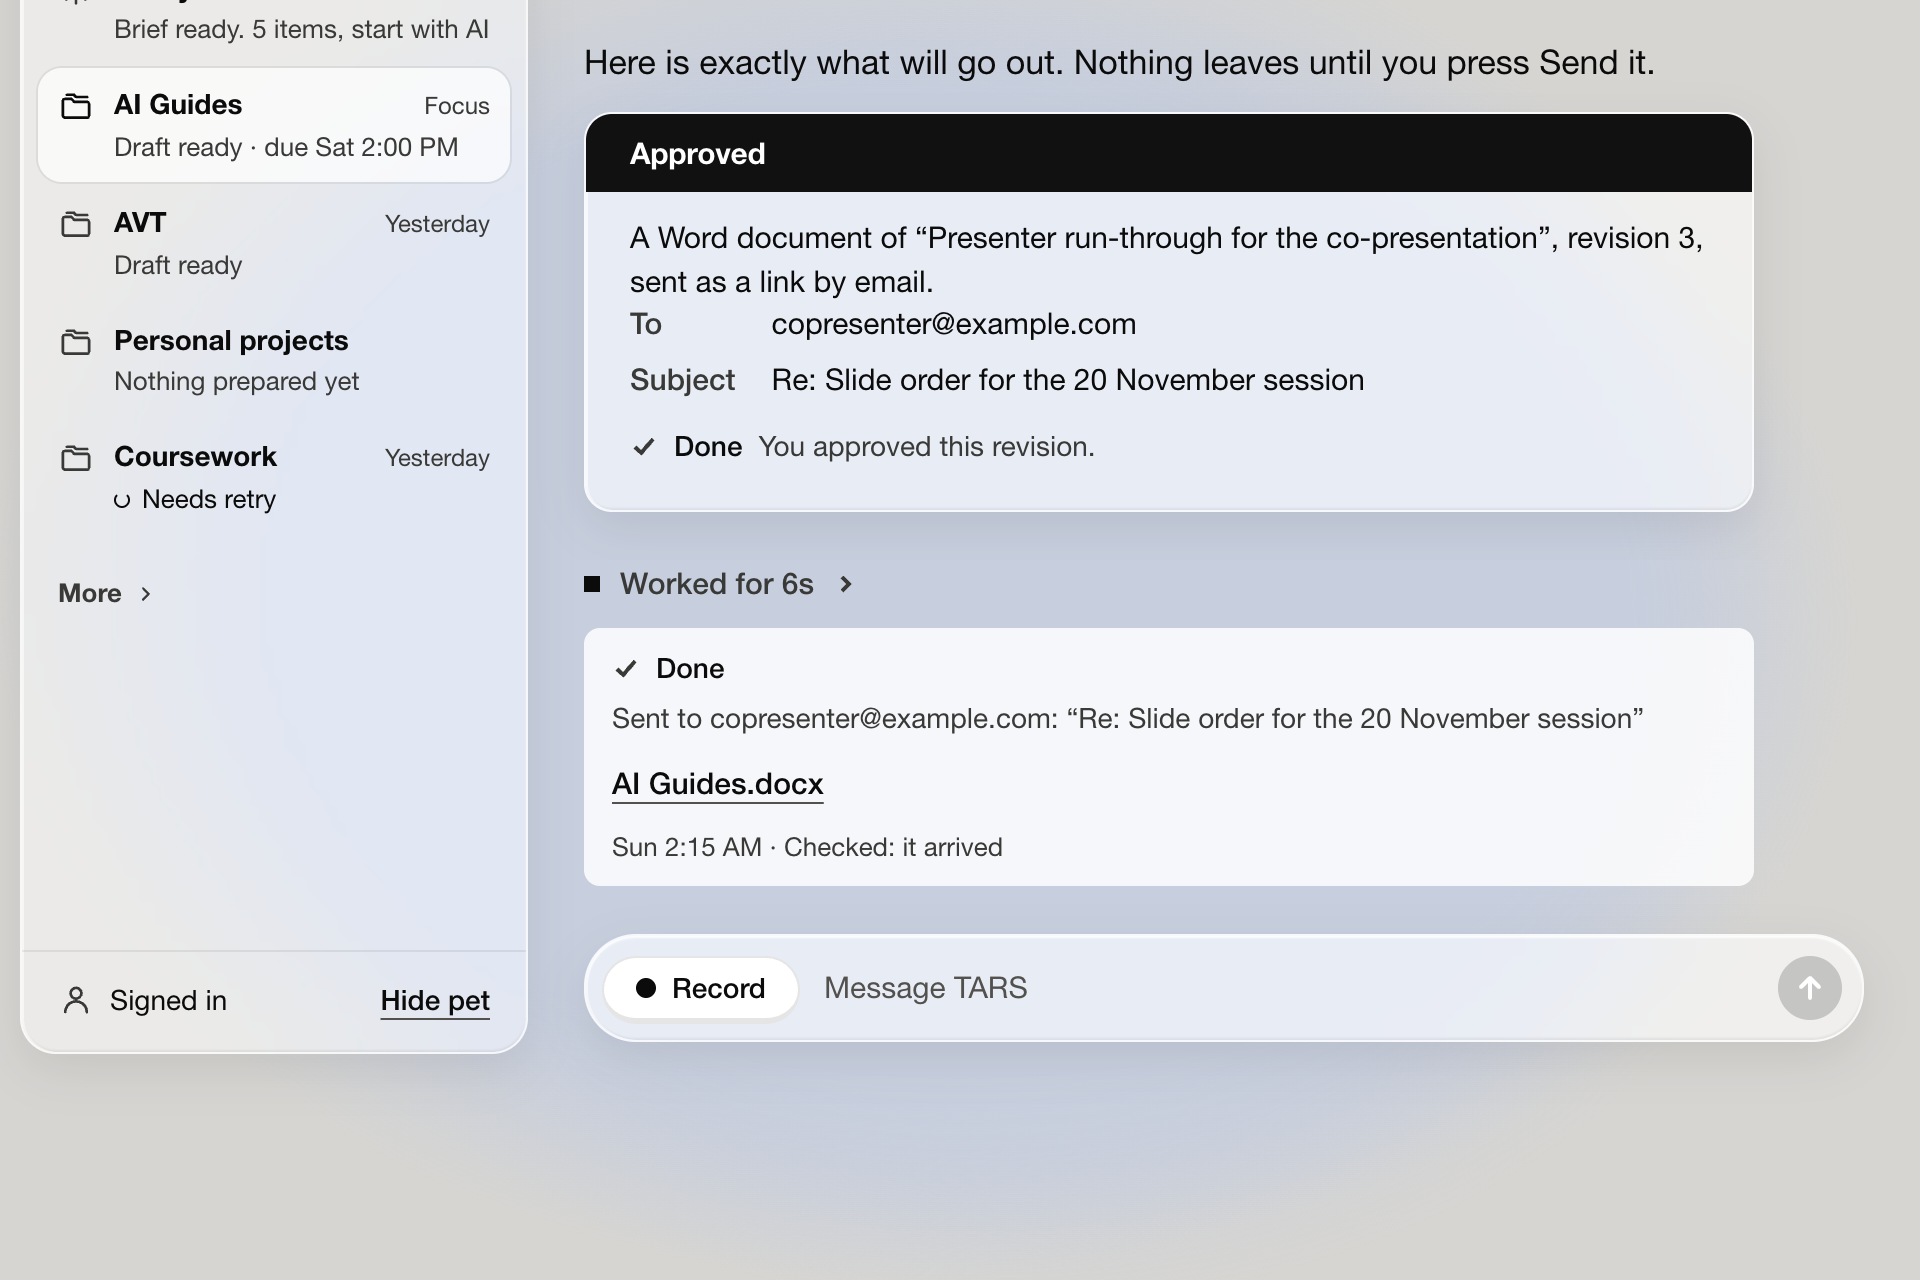 Brief ready. 5 items, start with AI
AI Guides
Focus
Draft ready · due Sat 2:00 PM
AVT
Yesterday
Draft ready
Personal projects
Nothing prepared yet
Coursework
Yesterday
Needs retry
More
Signed in
Hide pet
Here is exactly what will go out. Nothing leaves until you press Send it.
Approved
A Word document of “Presenter run-through for the co-presentation”, revision 3,
sent as a link by email.
To copresenter@example.com
Subject Re: Slide order for the 20 November session
Done You approved this revision.
Worked for 6s
Done
Sent to copresenter@example.com: “Re: Slide order for the 20 November session”
AI Guides.docx
Sun 2:15 AM · Checked: it arrived
Record
Message TARS